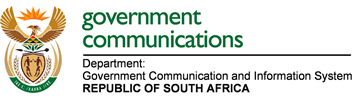 government
communications
Department:
Government Communication and Information System
REPUBLIC OF SOUTH AFRICA